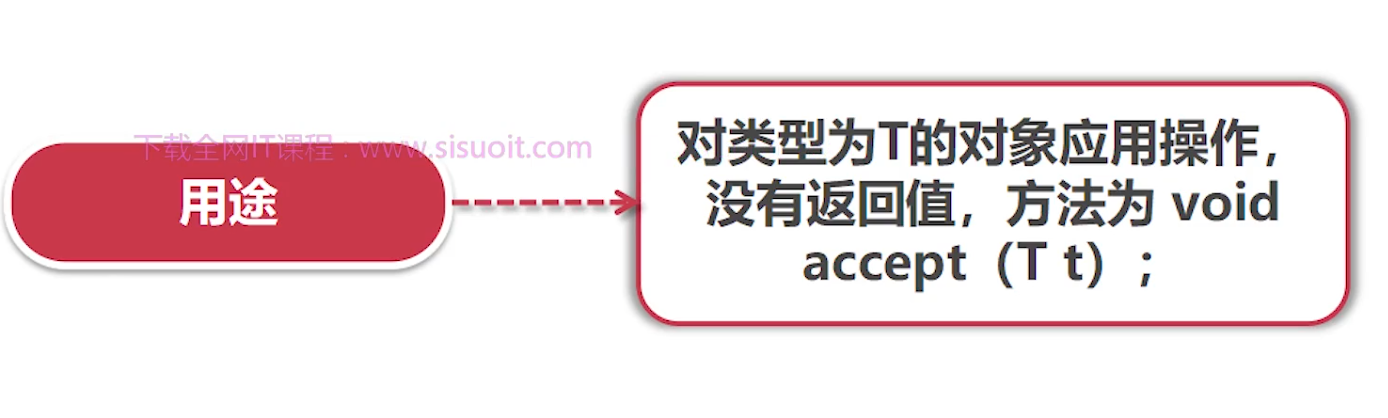 下载全网IT课程：www.sisuoit.com
用途
对类型为T的对象应用操作，
没有返回值，方法为 void
accept（T t）；